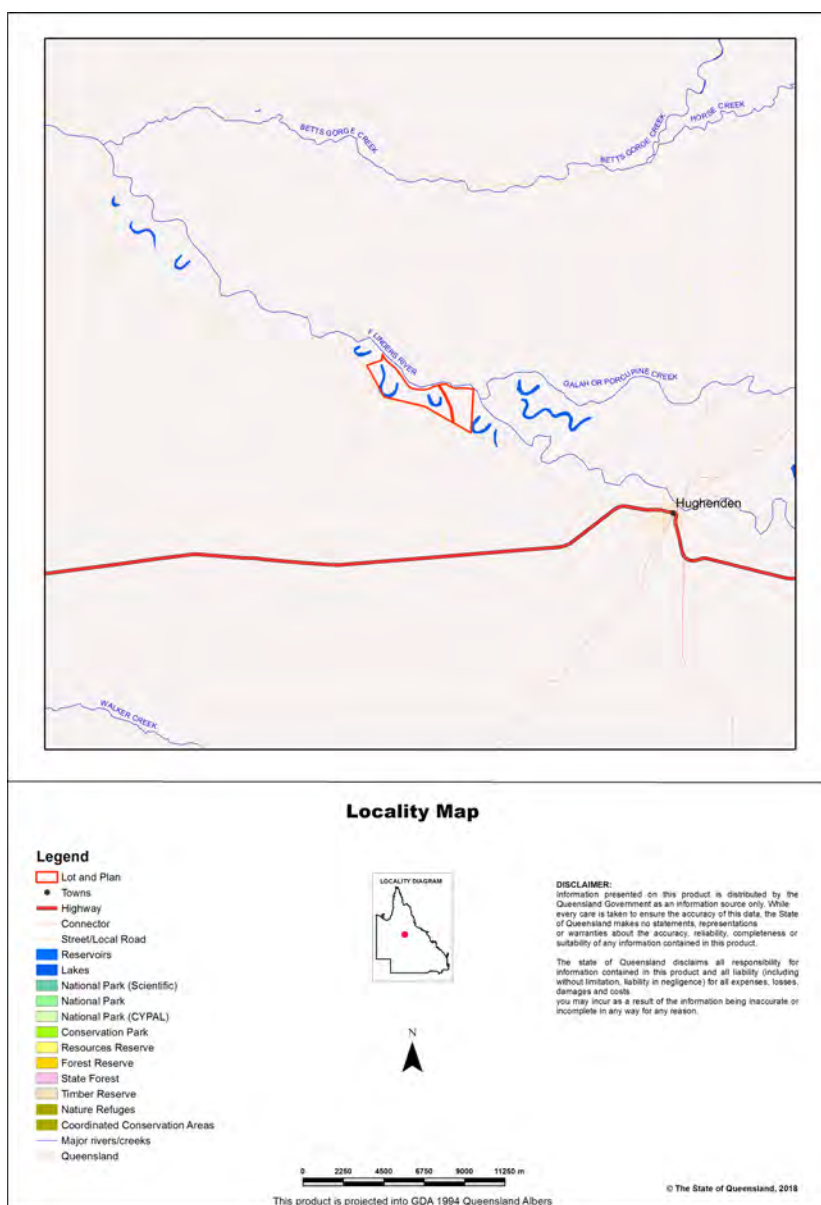 BETTS GORGE CREEK
BETTS GORGE CREEK
HORSE CREEK
FLINDERS RIVER
GALAH OR PORCUPINE CREEK
Hughenden
WALKER CREEK
Locality Map
Legend
Lot and Plan
Towns
Highway
Connector
Street/Local Road
Reservoirs
Lakes
National Park (Scientific)
National Park
National Park (CYPAL)
Conservation Park
Resources Reserve
Forest Reserve
State Forest
Timber Reserve
Nature Refuges
Coordinated Conservation Areas
Major rivers/creeks
Queensland
LOCALITY DIAGRAM
N
DISCLAIMER:
Information presented on this product is distributed by the
Queensland Government as an information source only. While
every care is taken to ensure the accuracy of this data, the State
of Queensland makes no statements, representations
or warranties about the accuracy, reliability, completeness or
suitability of any information contained in this product.
The state of Queensland disclaims all responsibility for
information contained in this product and all liability (including
without limitation, liability in negligence) for all expenses, losses,
damages and costs
you may incur as a result of the information being inaccurate or
incomplete in any way for any reason.
0 2250 4500 6750 9000 11250 m
This product is projected into GDA 1994 Queensland Albers
© The State of Queensland, 2018